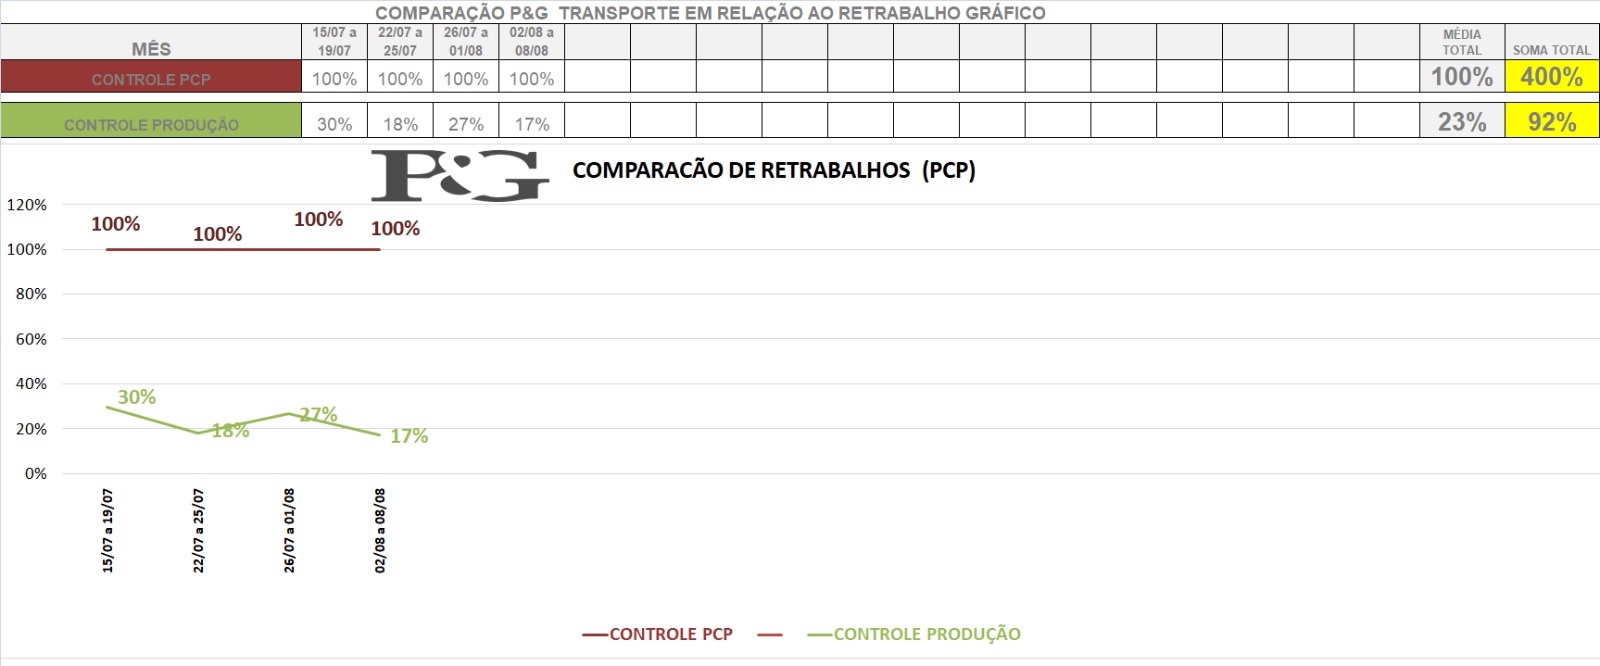 COMPARAÇÃO P&G TRANSPORTE EM RELAÇÃO AO RETRABALHO GRÁFICO
MÊS
15/07 a
19/07
22/07 a
25/07
26/07 a
01/08
02/08 a
08/08
MÉDIA
TOTAL
SOMA TOTAL
CONTROLE PCP 100% 100% 100% 100% 100% 400%
CONTROLE PRODUÇÃO 30% 18% 27% 17% 23% 92%
P&G
COMPARACÃO DE RETRABALHOS (PCP)
120%
100%
80%
60%
40%
20%
0%
100% 100% 100% 100%
30% 18% 27% 17%
15/07 a 19/07
22/07 a 25/07
26/07 a 01/08
02/08 a 08/08
CONTROLE PCP CONTROLE PRODUÇÃO